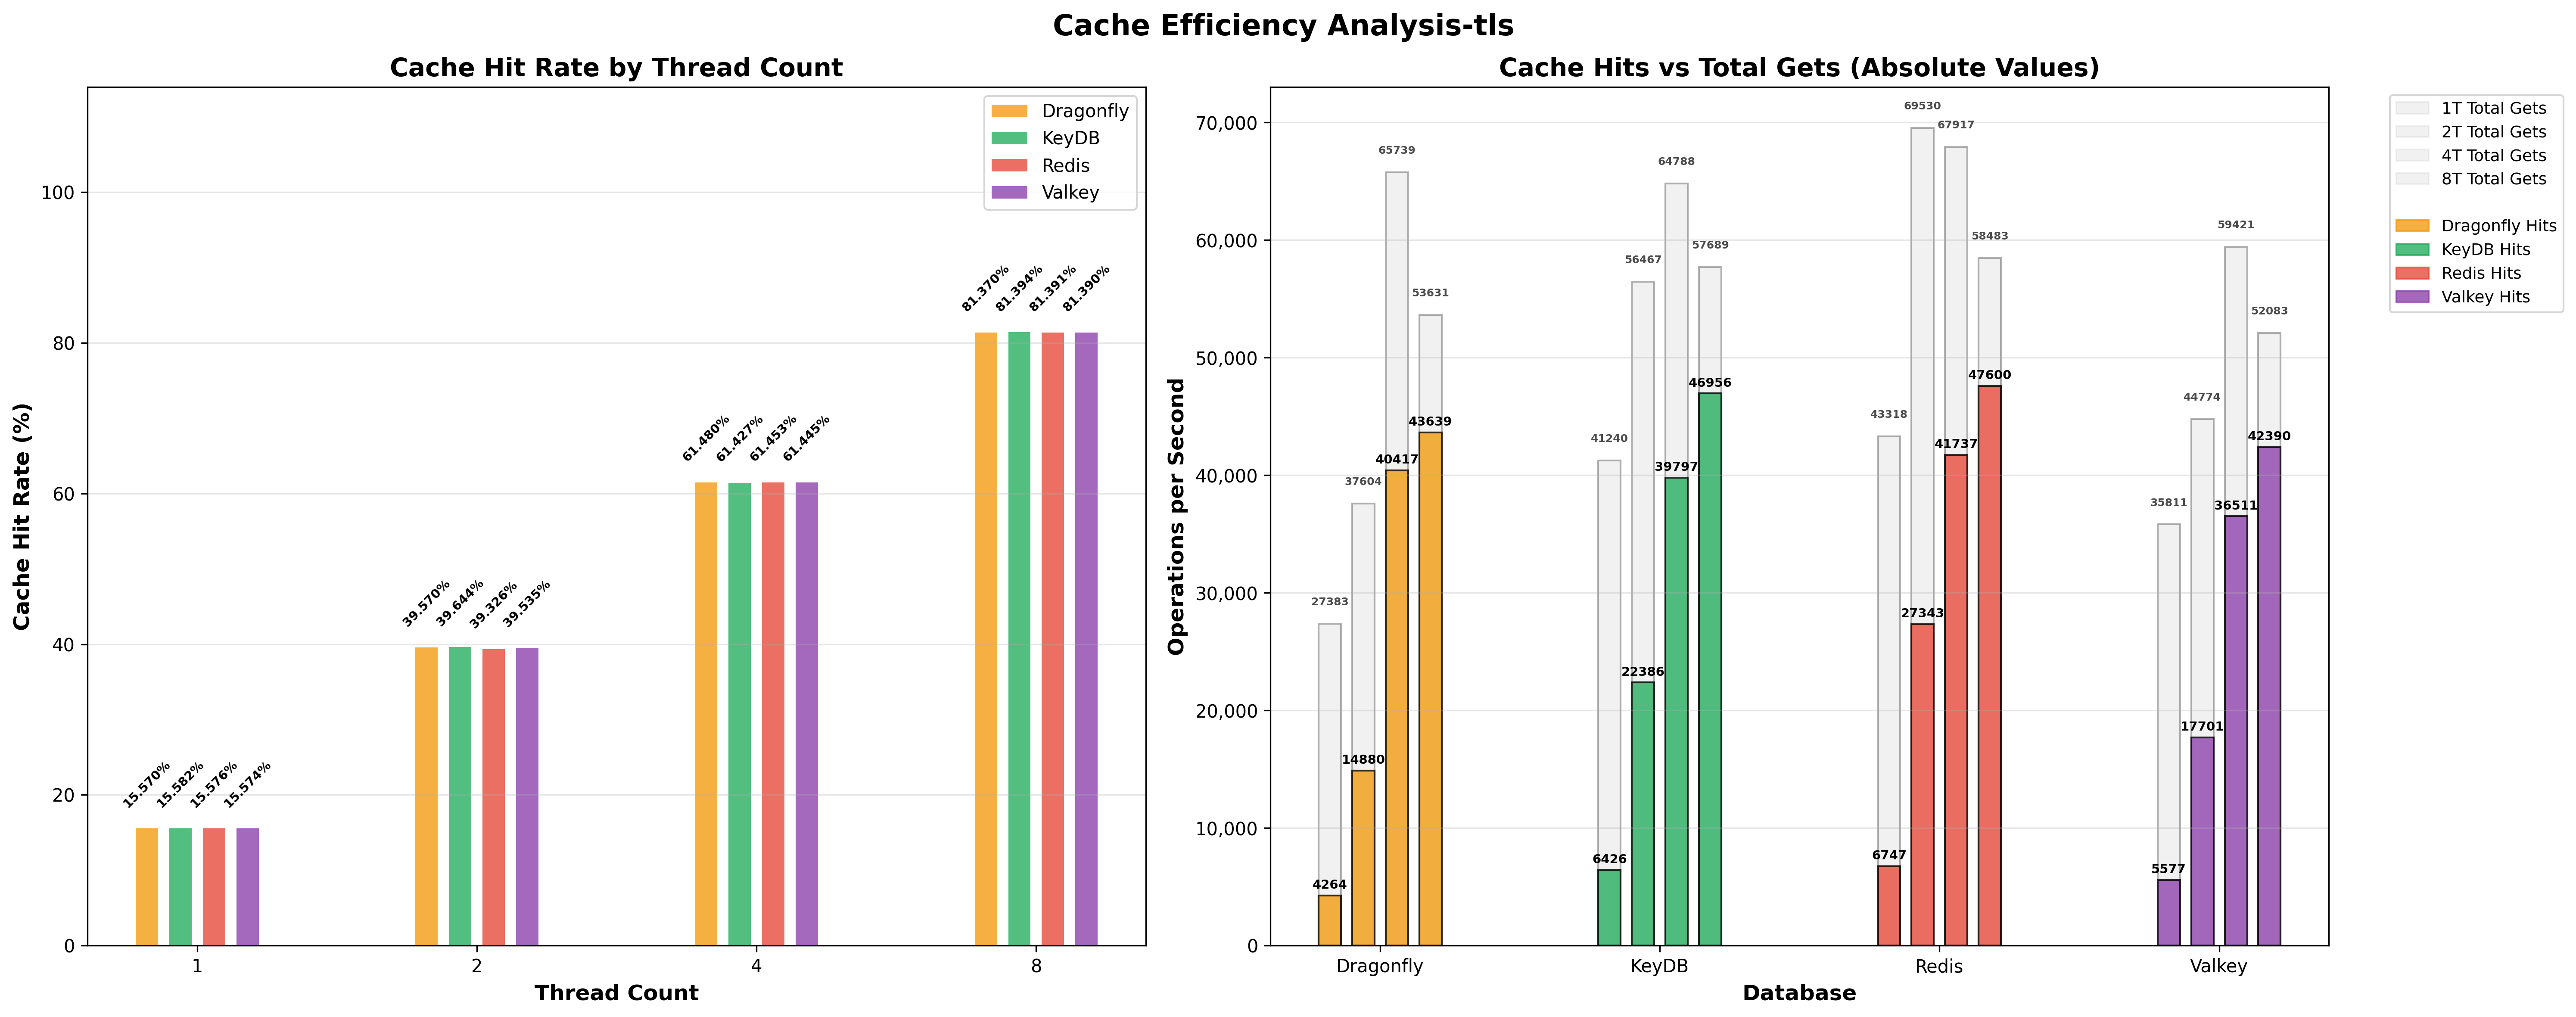 Cache Efficiency Analysis-tls
Cache Hit Rate by Thread Count
Cache Hit Rate (%)
100
80
60
40
20
0
Dragonfly
KeyDB
Redis
Valkey
15.570%
15.582%
15.576%
15.574%
39.570%
39.644%
39.326%
39.535%
61.480%
61.427%
61.453%
61.445%
81.370%
81.394%
81.391%
81.390%
1
2
4
8
Thread Count
Cache Hits vs Total Gets (Absolute Values)
Operations per Second
70,000
60,000
50,000
40,000
30,000
20,000
10,000
0
27383
37604
65739
53631
4264
14880
40417
43639
41240
56467
64788
57689
6426
22386
39797
46956
43318
69530
67917
58483
6747
27343
41737
47600
35811
44774
59421
52083
5577
17701
36511
42390
Dragonfly
KeyDB
Redis
Valkey
Database
1T Total Gets
2T Total Gets
4T Total Gets
8T Total Gets
Dragonfly Hits
KeyDB Hits
Redis Hits
Valkey Hits